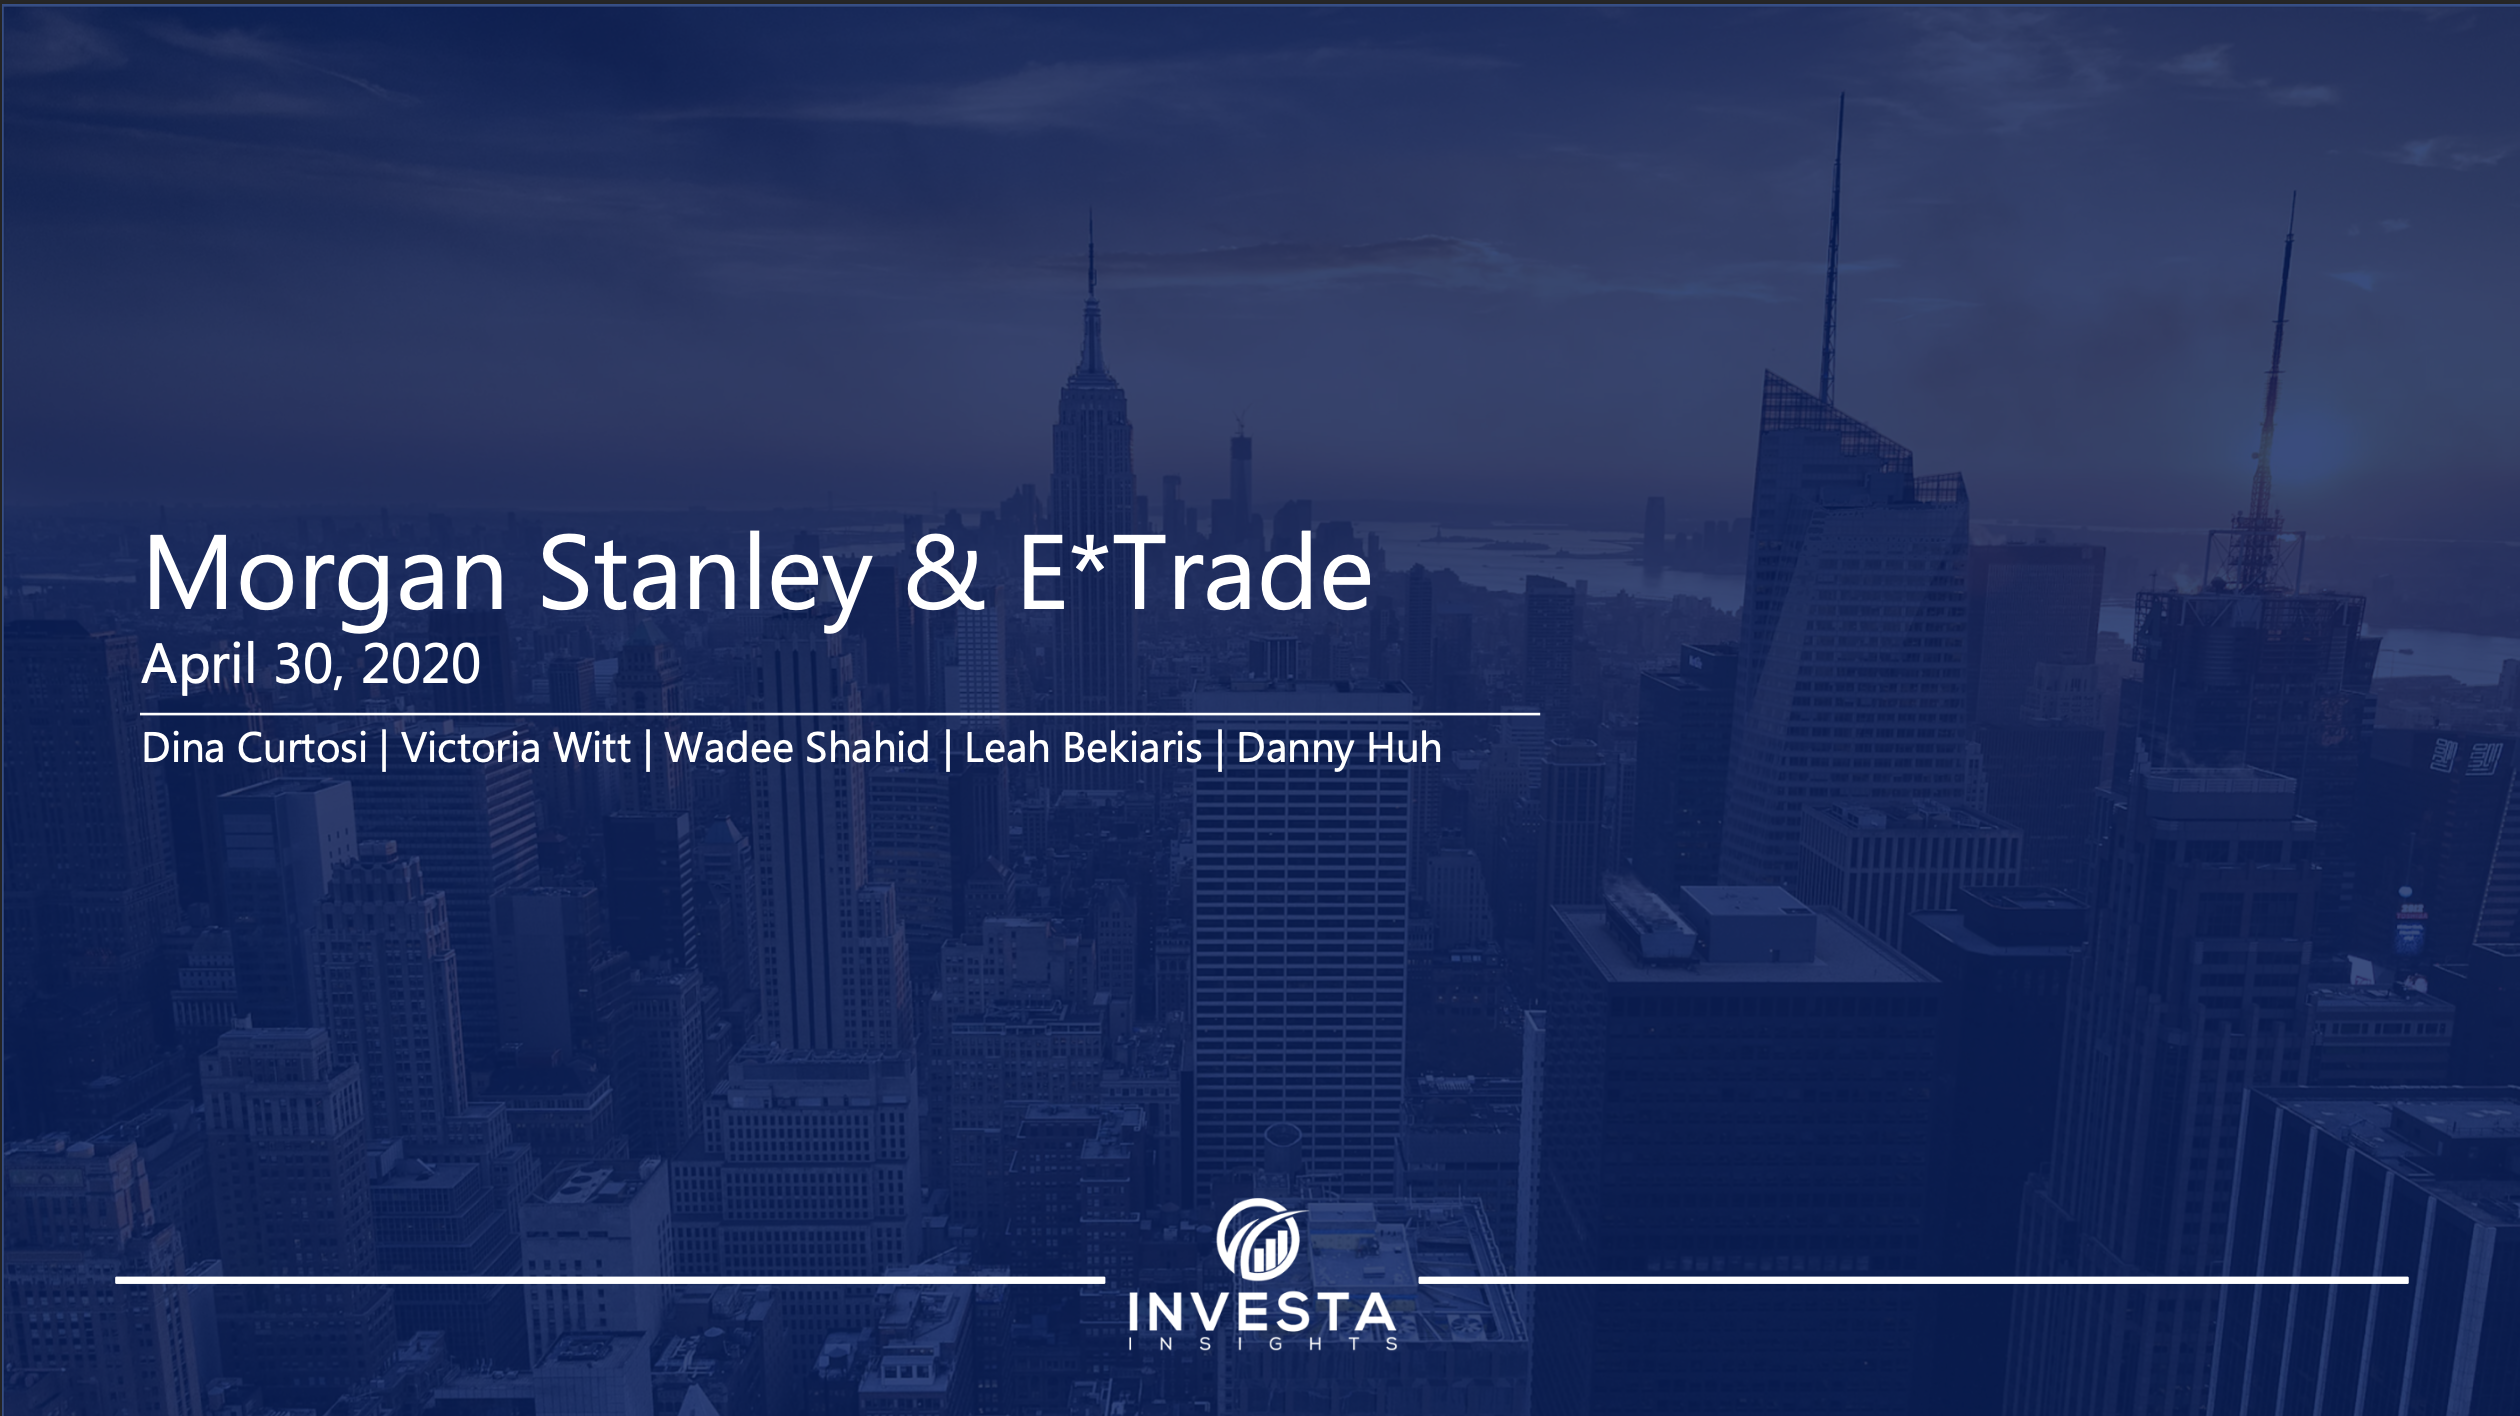 Morgan Stanley & E*Trade
April 30, 2020
Dina Curtosi | Victoria Witt | Wadee Shahid | Leah Bekiaris | Danny Huh
INVESTA
INSIGHTS